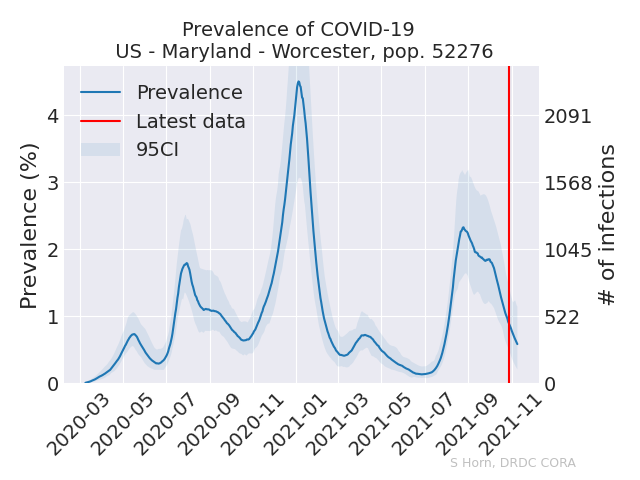 Prevalence of COVID-19
US - Maryland - Worcester, pop. 52276
Prevalence
Latest data
95CI
Prevalence (%)
4
3
2
1
0
2091
1568
1045
522
0
# of infections
2020-03
2020-05
2020-07
2020-09
2020-11
2021-01
2021-03
2021-05
2021-07
2021-09
2021-11
S Horn, DRDC CORA